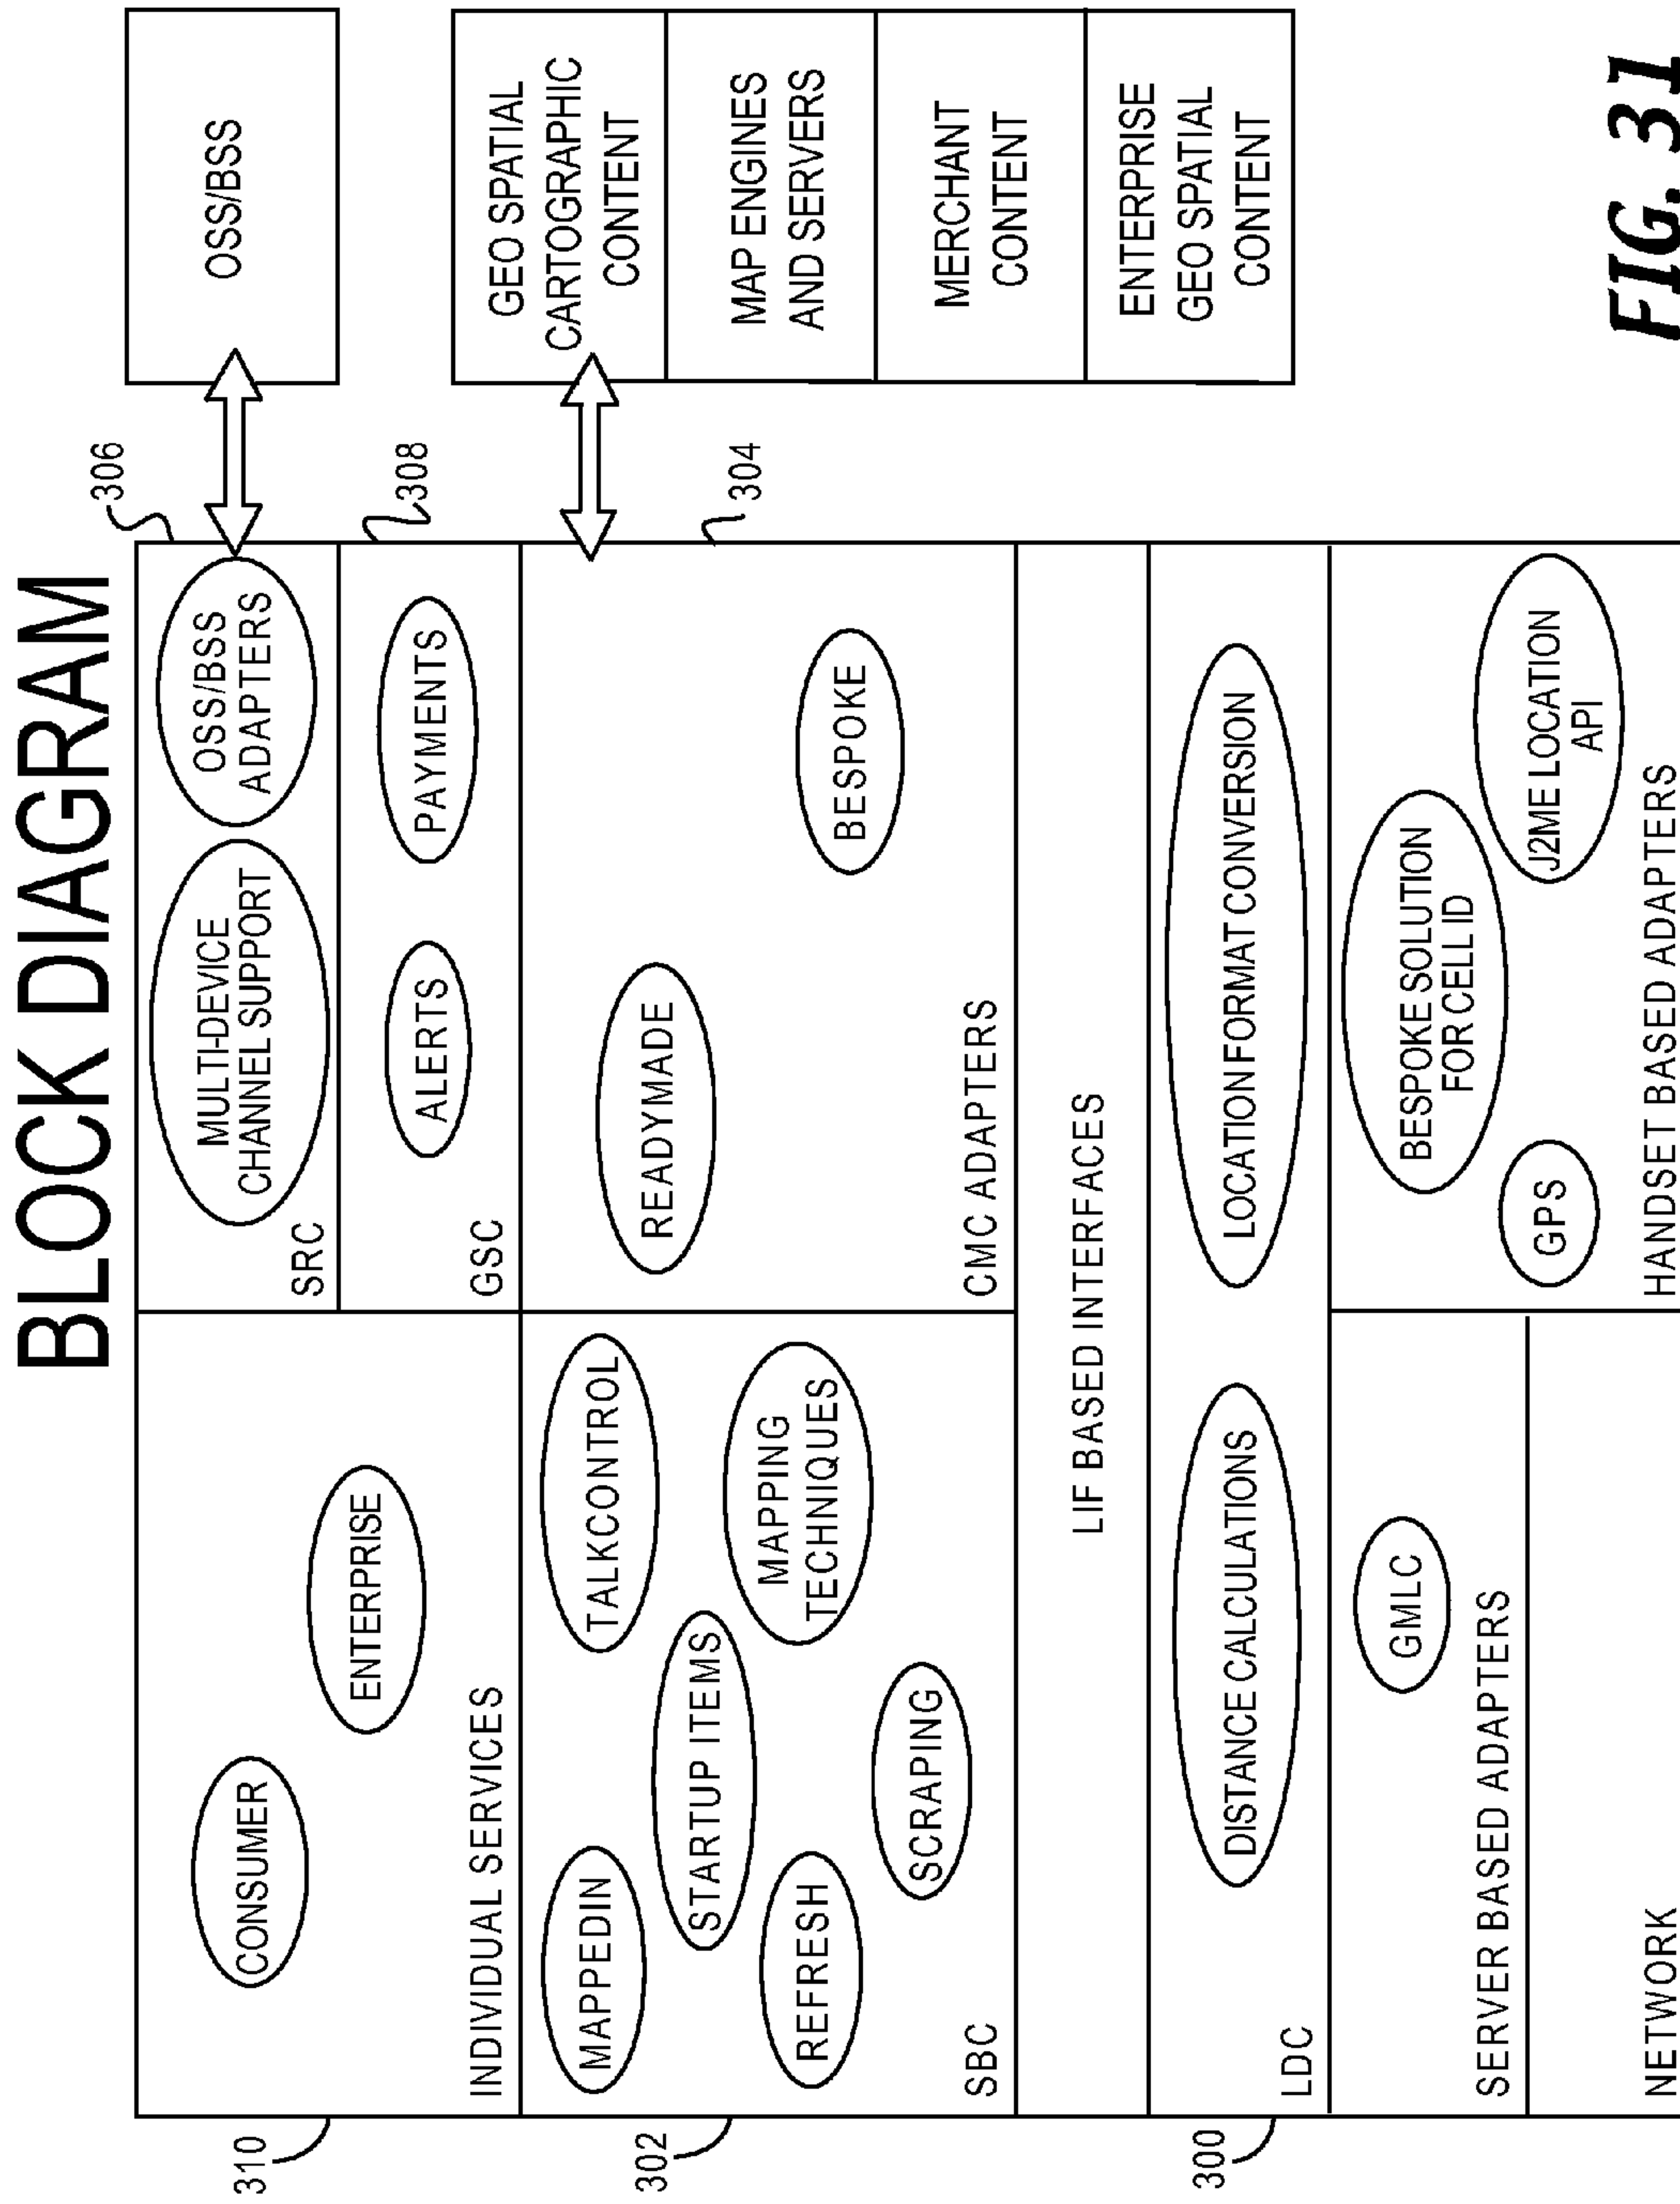 BLOCK DIAGRAM
310
CONSUMER
ENTERPRISE
INDIVIDUAL SERVICES
MULTI-DEVICE
CHANNEL SUPPORT
OSS/BSS
ADAPTERS
SRC
306
OSS/BSS
ALERTS
PAYMENTS
GSC
308
302
MAPPEDIN
TALKCONTROL
STARTUP ITEMS
MAPPING
TECHNIQUES
REFRESH
SCRAPING
SBC
READYMADE
BESPOKE
CMC ADAPTERS
304
GEO SPATIAL
CARTOGRAPHIC
CONTENT
MAP ENGINES
AND SERVERS
MERCHANT
CONTENT
ENTERPRISE
GEO SPATIAL
CONTENT
LIF BASED INTERFACES
300
DISTANCE CALCULATIONS
LOCATION FORMAT CONVERSION
LDC
GMLC
SERVER BASED ADAPTERS
NETWORK
BESPOKE SOLUTION
FOR CELL ID
GPS
J2ME LOCATION
API
HANDSET BASED ADAPTERS
FIG. 31